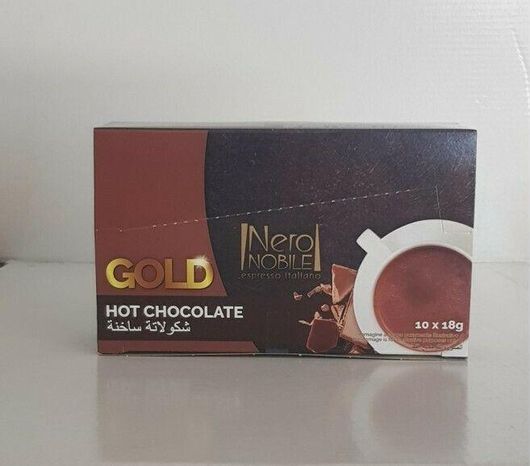 Nero
NOBILE
espresso italiano
GOLD
HOT CHOCOLATE
شكولاتة ساخنة
10 x 18g